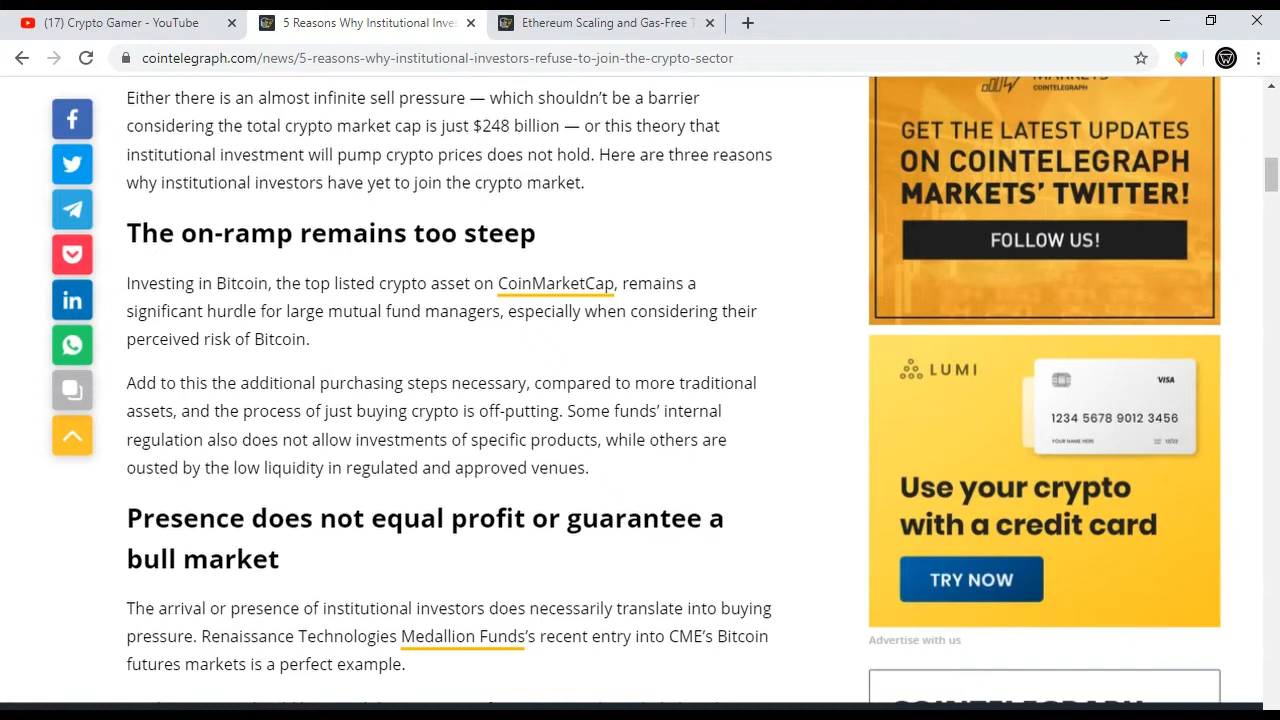 (17) Crypto Gamer - YouTube
5 Reasons Why Institutional Inves
Ethereum Scaling and Gas-Free T
cointelegraph.com/news/5-reasons-why-institutional-investors-refuse-to-join-the-crypto-sector
Either there is an almost infinite sell pressure — which shouldn’t be a barrier
considering the total crypto market cap is just $248 billion — or this theory that
institutional investment will pump crypto prices does not hold. Here are three reasons
why institutional investors have yet to join the crypto market.
The on-ramp remains too steep
Investing in Bitcoin, the top listed crypto asset on CoinMarketCap, remains a
significant hurdle for large mutual fund managers, especially when considering their
perceived risk of Bitcoin.
Add to this the additional purchasing steps necessary, compared to more traditional
assets, and the process of just buying crypto is off-putting. Some funds’ internal
regulation also does not allow investments of specific products, while others are
ousted by the low liquidity in regulated and approved venues.
Presence does not equal profit or guarantee a
bull market
The arrival or presence of institutional investors does necessarily translate into buying
pressure. Renaissance Technologies Medallion Funds’s recent entry into CME’s Bitcoin
futures markets is a perfect example.
MARKETS
COINTELEGRAPH
GET THE LATEST UPDATES
ON COINTELEGRAPH
MARKETS’ TWITTER!
FOLLOW US!
LUMI
VISA
1234 5678 9012 3456
YOUR NAME HERE
12/22
Use your crypto
with a credit card
TRY NOW
Advertise with us
COINTELEGRAPH